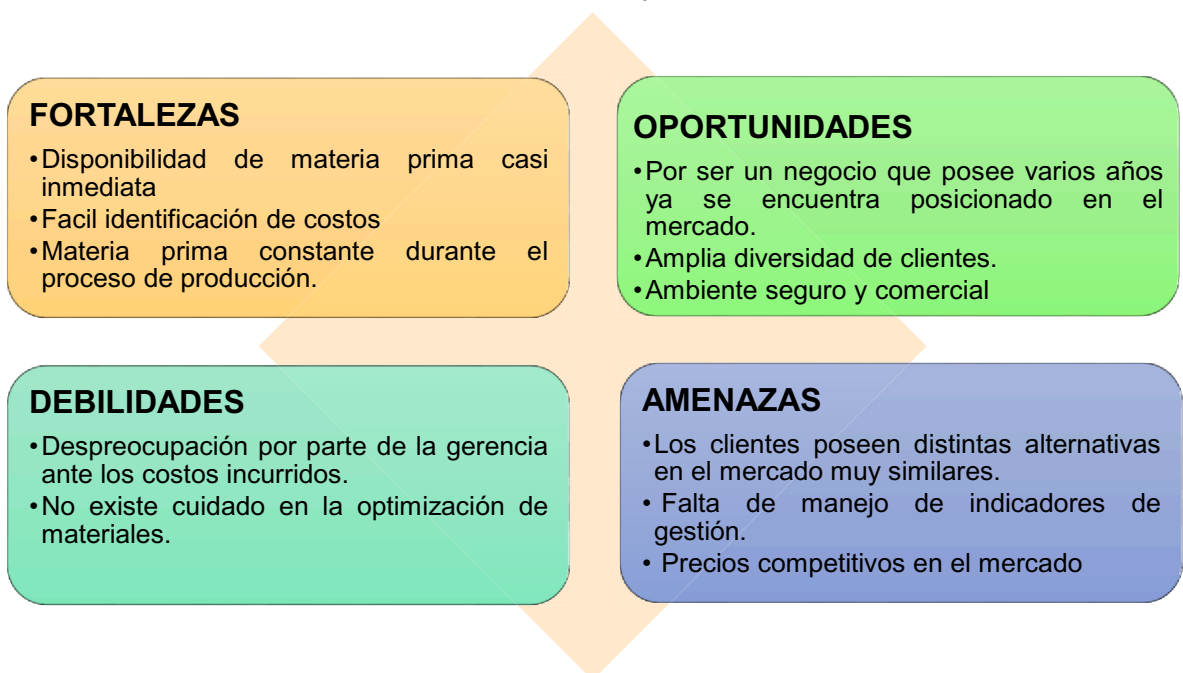 FORTALEZAS
•Disponibilidad de materia prima casi
inmediata
•Facil identificación de costos
•Materia prima constante durante el
proceso de producción.
OPORTUNIDADES
•Por ser un negocio que posee varios años
ya se encuentra posicionado en el
mercado.
•Amplia diversidad de clientes.
•Ambiente seguro y comercial
DEBILIDADES
•Despreocupación por parte de la gerencia
ante los costos incurridos.
•No existe cuidado en la optimización de
materiales.
AMENAZAS
•Los clientes poseen distintas alternativas
en el mercado muy similares.
• Falta de manejo de indicadores de
gestión.
• Precios competitivos en el mercado